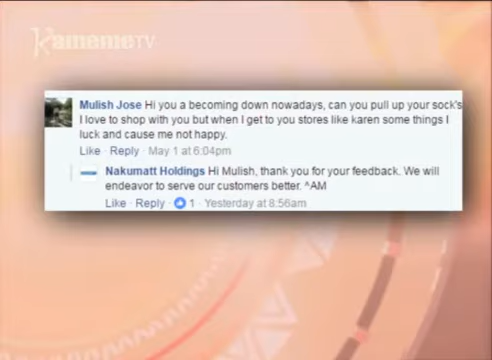 KamemeTV
Mulish Jose Hi you a becoming down nowadays, can you pull up your sock's
I love to shop with you but when I get to you stores like karen some things I
luck and cause me not happy.
Like · Reply · May 1 at 6:04pm
Nakumatt Holdings Hi Mulish, thank you for your feedback. We will
endeavor to serve our customers better. ^AM
Like · Reply · 1 · Yesterday at 8:56am